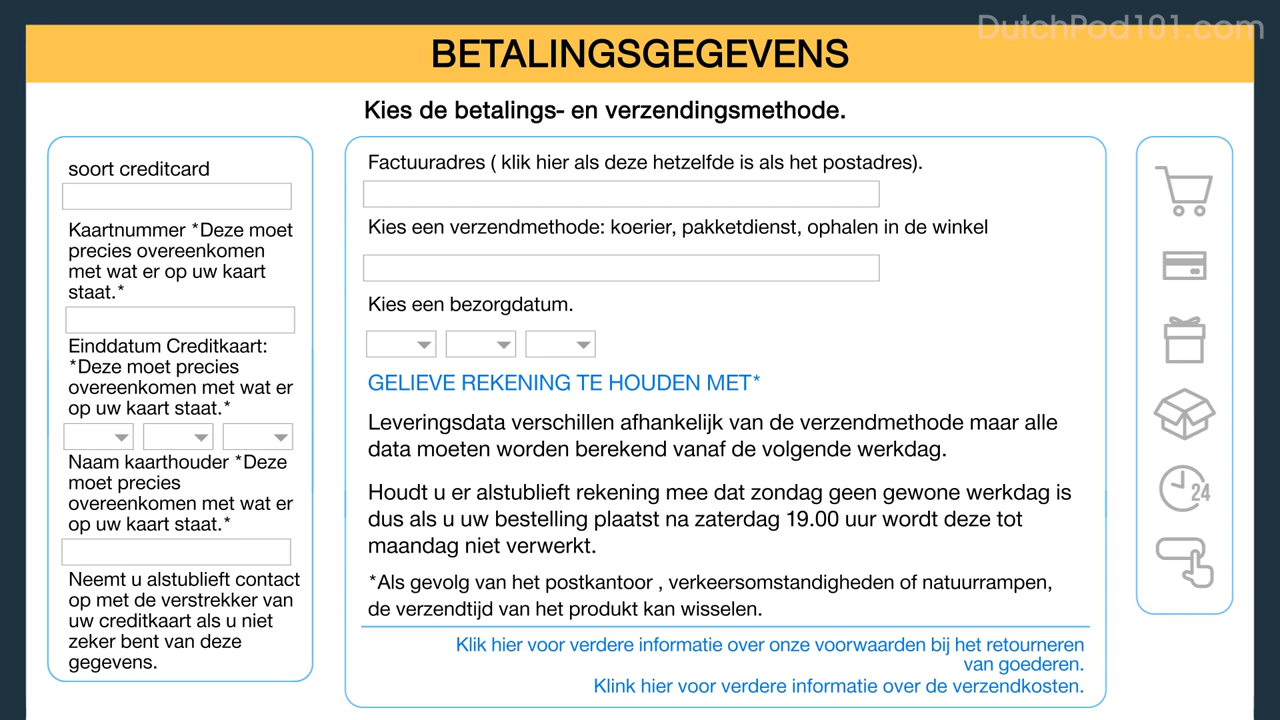 DutchPod101.com
BETALINGSGEGEVENS
Kies de betalings- en verzendingsmethode.
soort creditcard
Kaartnummer *Deze moet
precies overeenkomen
met wat er op uw kaart
staat.*
Einddatum Creditkaart:
*Deze moet precies
overeenkomen met wat er
op uw kaart staat.*
Naam kaarthouder *Deze
moet precies
overeenkomen met wat er
op uw kaart staat.*
Neemt u alstublieft contact
op met de verstrekker van
uw creditkaart als u niet
zeker bent van deze
gegevens.
Factuuradres ( klik hier als deze hetzelfde is als het postadres).
Kies een verzendmethode: koerier, pakketdienst, ophalen in de winkel
Kies een bezorgdatum.
GELIEVE REKENING TE HOUDEN MET*
Leveringsdata verschillen afhankelijk van de verzendmethode maar alle
data moeten worden berekend vanaf de volgende werkdag.
Houdt u er alstublieft rekening mee dat zondag geen gewone werkdag is
dus als u uw bestelling plaatst na zaterdag 19.00 uur wordt deze tot
maandag niet verwerkt.
*Als gevolg van het postkantoor , verkeersomstandigheden of natuurrampen,
de verzendtijd van het produkt kan wisselen.
Klik hier voor verdere informatie over onze voorwaarden bij het retourneren
van goederen.
Klink hier voor verdere informatie over de verzendkosten.
24